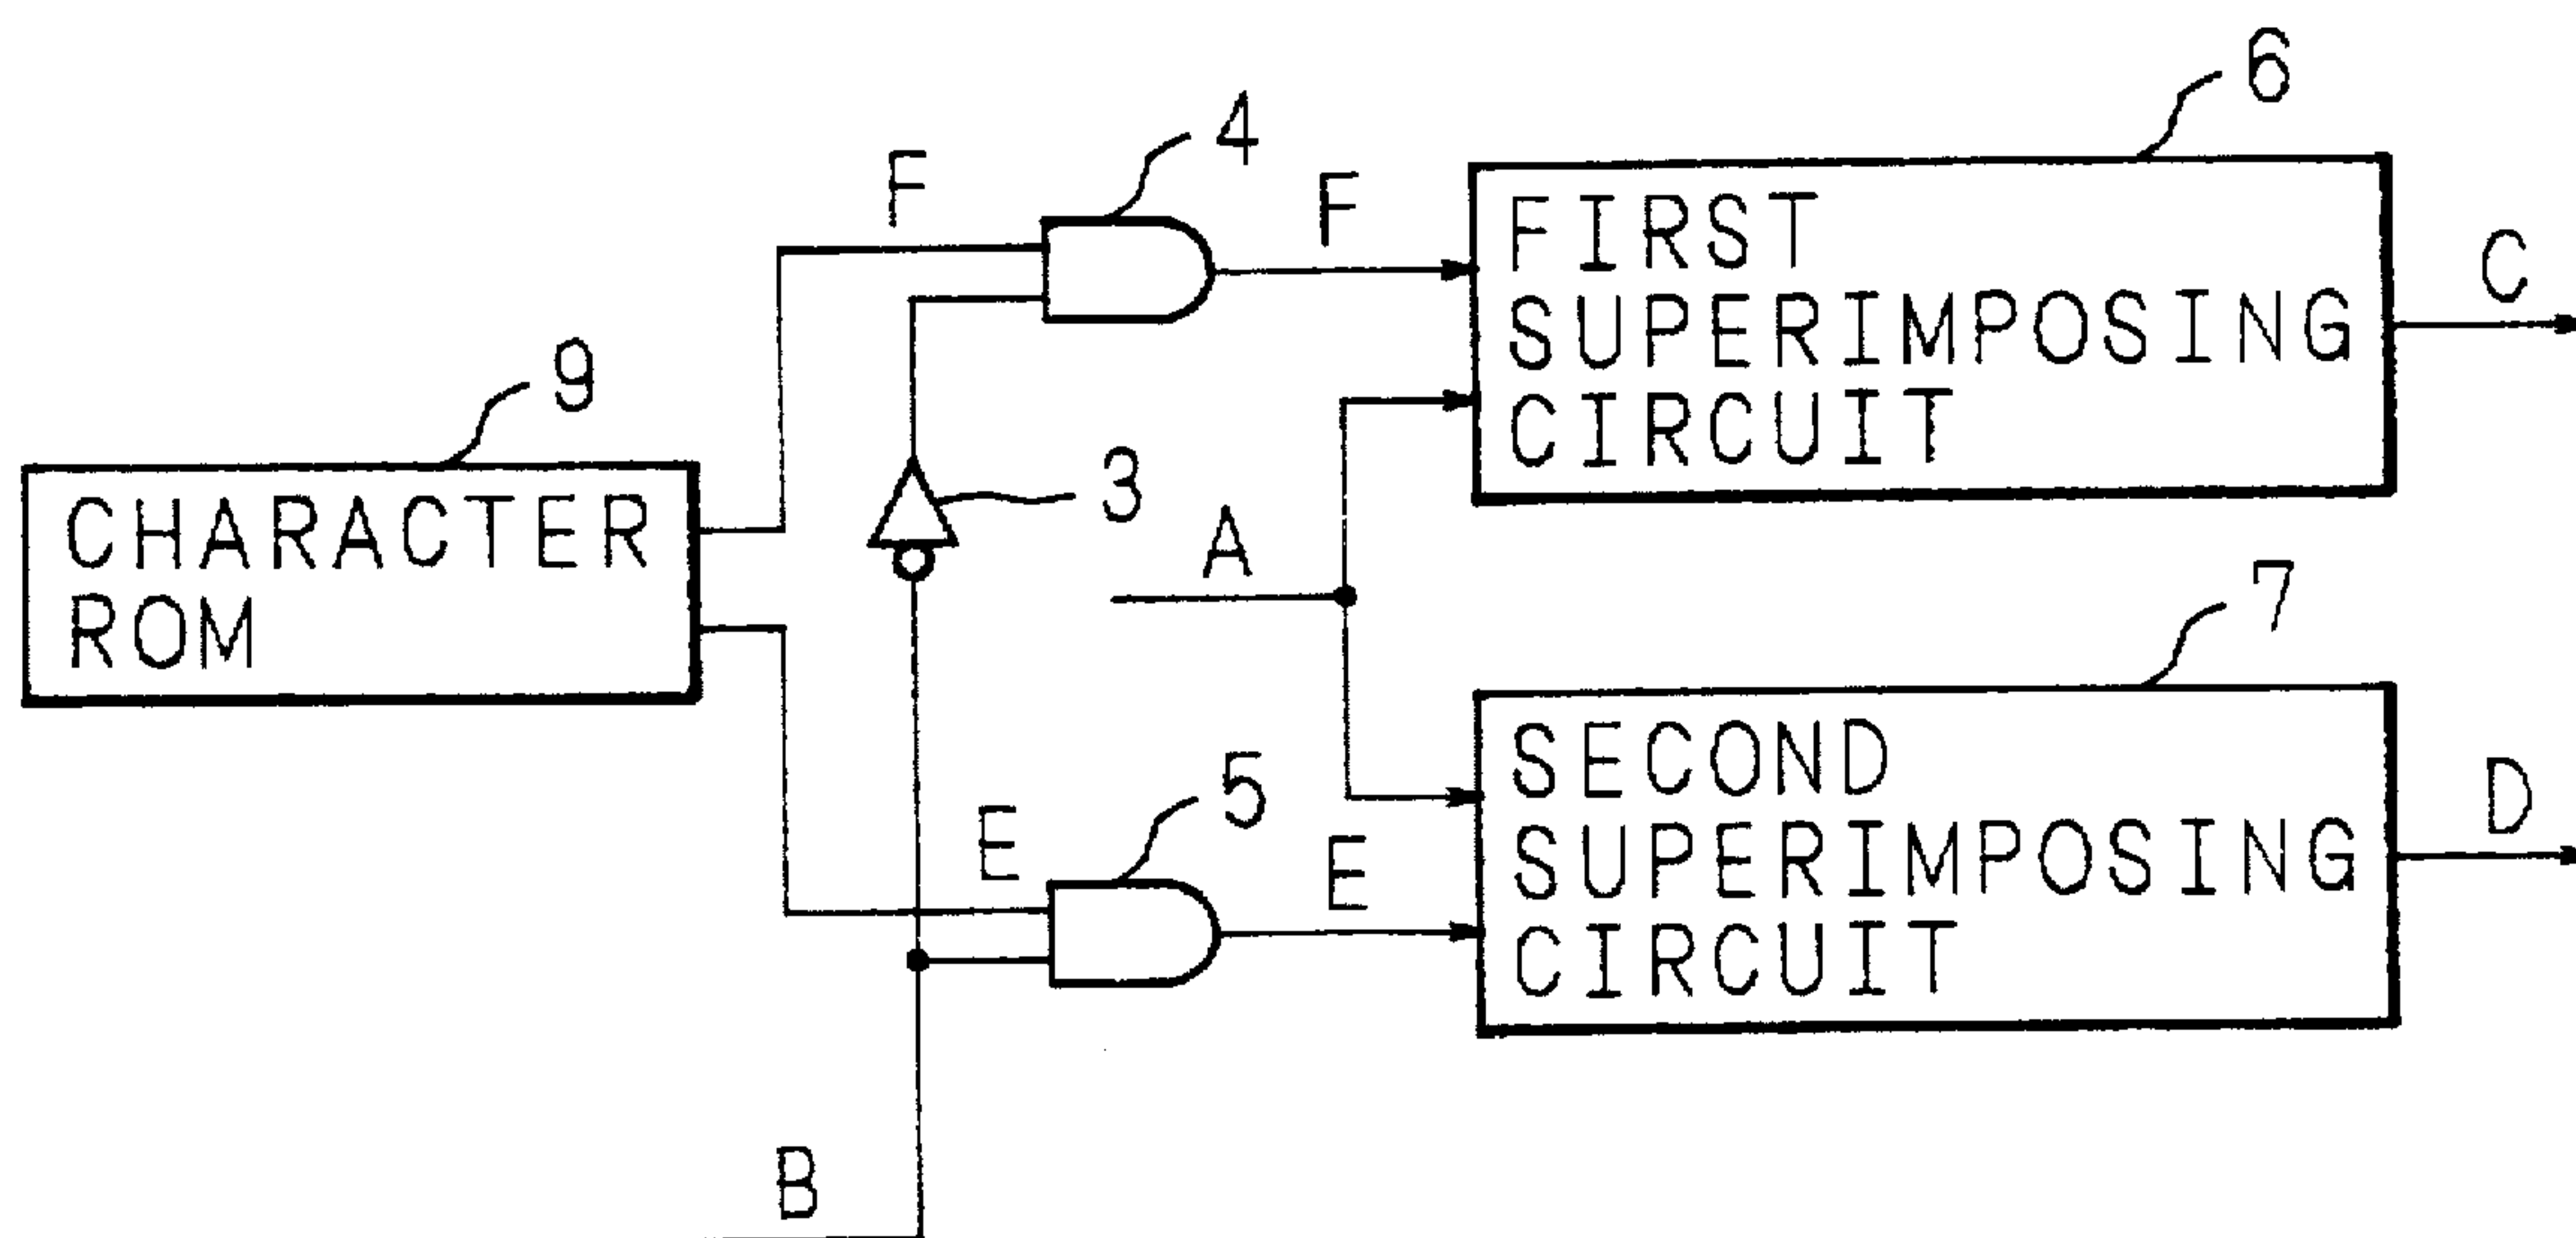 6
4
F
F
FIRST
SUPERIMPOSING
CIRCUIT
C
9
3
CHARACTER
ROM
A
7
5
SECOND
SUPERIMPOSING
CIRCUIT
D
E
E
B